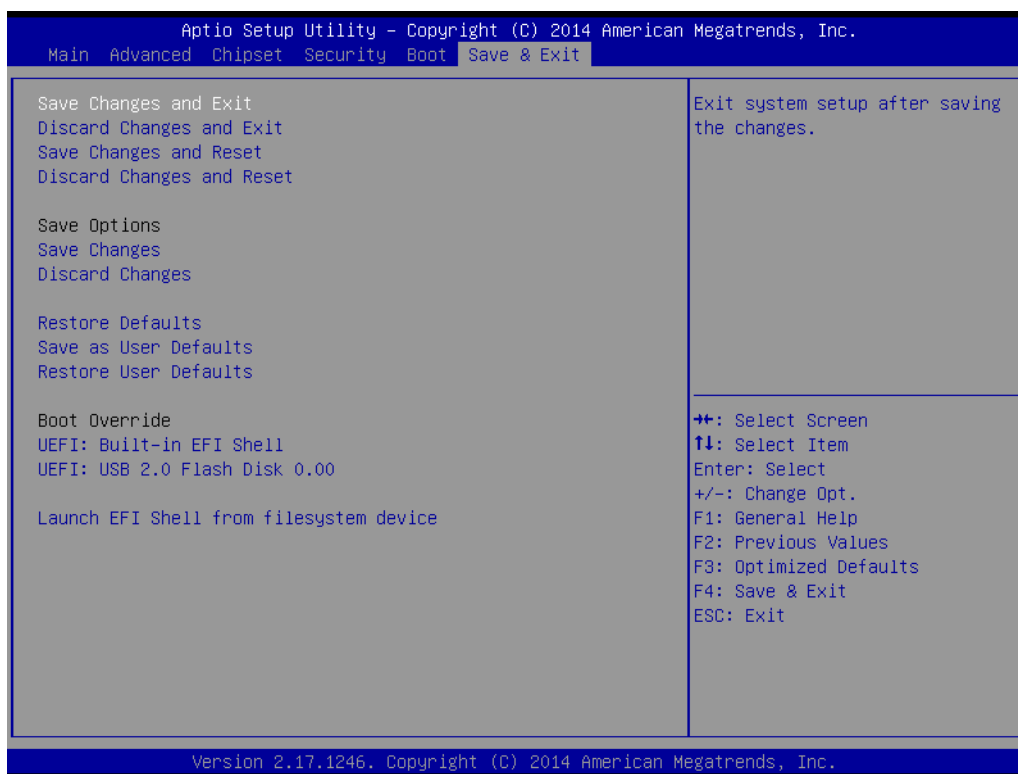 Aptio Setup Utility – Copyright (C) 2014 American Megatrends, Inc.
Main Advanced Chipset Security Boot Save & Exit
Save Changes and Exit
Discard Changes and Exit
Save Changes and Reset
Discard Changes and Reset
Save Options
Save Changes
Discard Changes
Restore Defaults
Save as User Defaults
Restore User Defaults
Boot Override
UEFI: Built-in EFI Shell
UEFI: USB 2.0 Flash Disk 0.00
Launch EFI Shell from filesystem device
Exit system setup after saving
the changes.
→←: Select Screen
↑↓: Select Item
Enter: Select
+/-: Change Opt.
F1: General Help
F2: Previous Values
F3: Optimized Defaults
F4: Save & Exit
ESC: Exit
Version 2.17.1246. Copyright (C) 2014 American Megatrends, Inc.